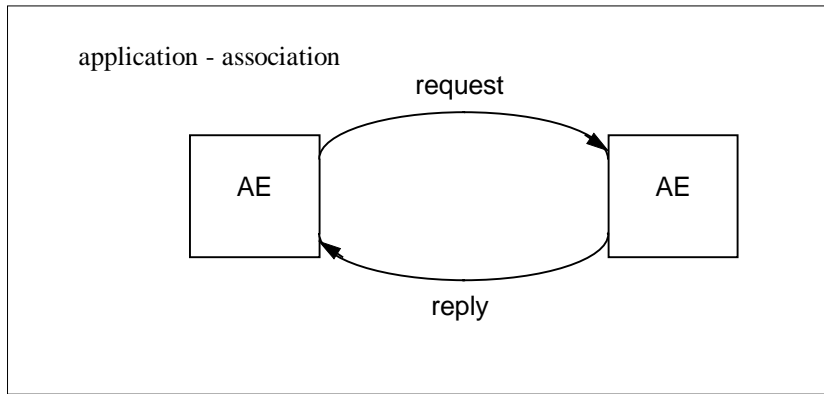 application - association
request
AE
AE
reply